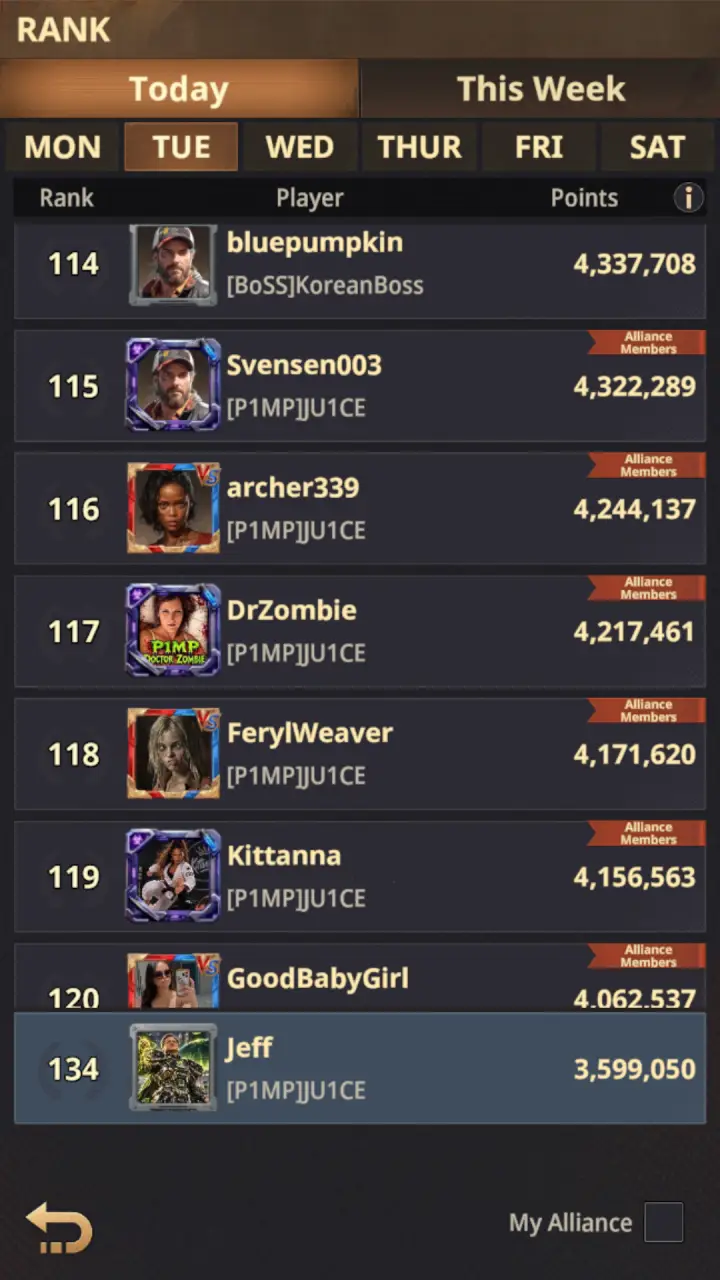 RANK
Today
This Week
MON TUE WED THUR FRI SAT
Rank Player Points i
114 bluepumpkin 4,337,708
[BoSS]KoreanBoss
Alliance Members
115 Svensen003 4,322,289
[P1MP]JU1CE
Alliance Members
116 archer339 4,244,137
[P1MP]JU1CE
Alliance Members
117 DrZombie 4,217,461
P1MP
DOCTOR ZOMBIE
[P1MP]JU1CE
Alliance Members
118 FerylWeaver 4,171,620
[P1MP]JU1CE
Alliance Members
119 Kittanna 4,156,563
[P1MP]JU1CE
Alliance Members
120 GoodBabyGirl 4,062,537
134 Jeff 3,599,050
[P1MP]JU1CE
My Alliance